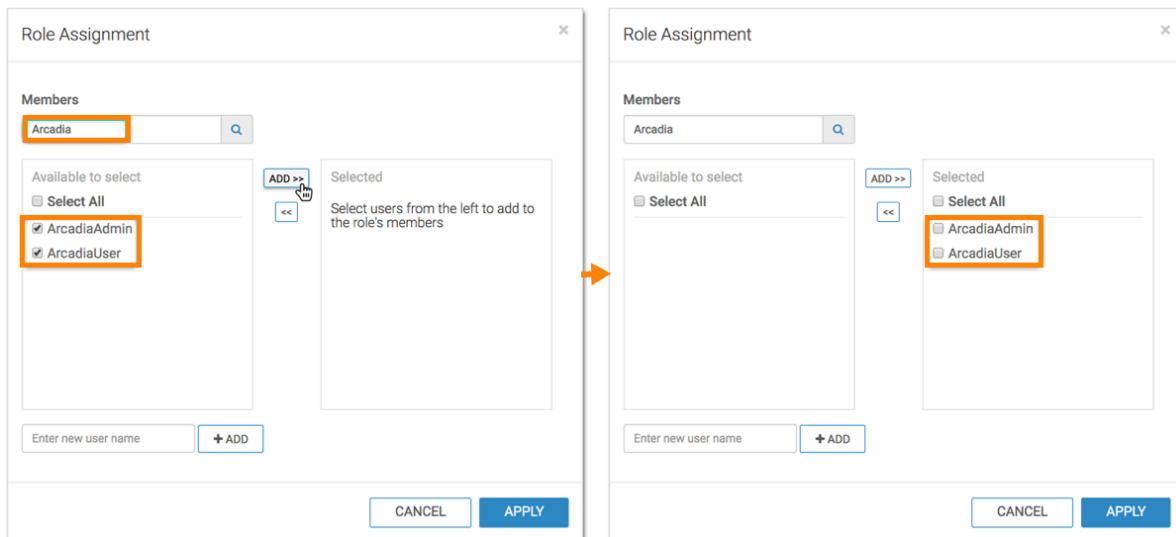 Role Assignment
×
Members
Arcadia
Available to select
Select All
ArcadiaAdmin
ArcadiaUser
ADD >>
<<
Selected
Select users from the left to add to
the role's members
Enter new user name
+ ADD
CANCEL
APPLY
Role Assignment
×
Members
Arcadia
Available to select
Select All
ADD >>
<<
Selected
Select All
ArcadiaAdmin
ArcadiaUser
Enter new user name
+ ADD
CANCEL
APPLY